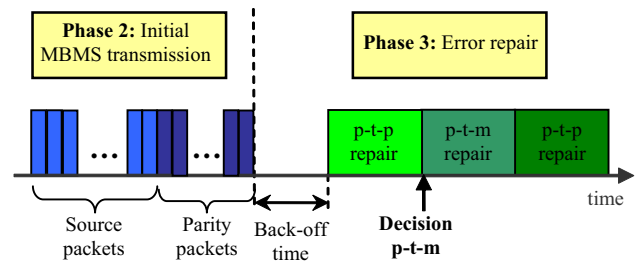 Phase 2: Initial
MBMS transmission
Phase 3: Error repair
p-t-p
repair
p-t-m
repair
p-t-p
repair
...
...
time
Source
packets
Parity
packets
Back-off
time
Decision
p-t-m